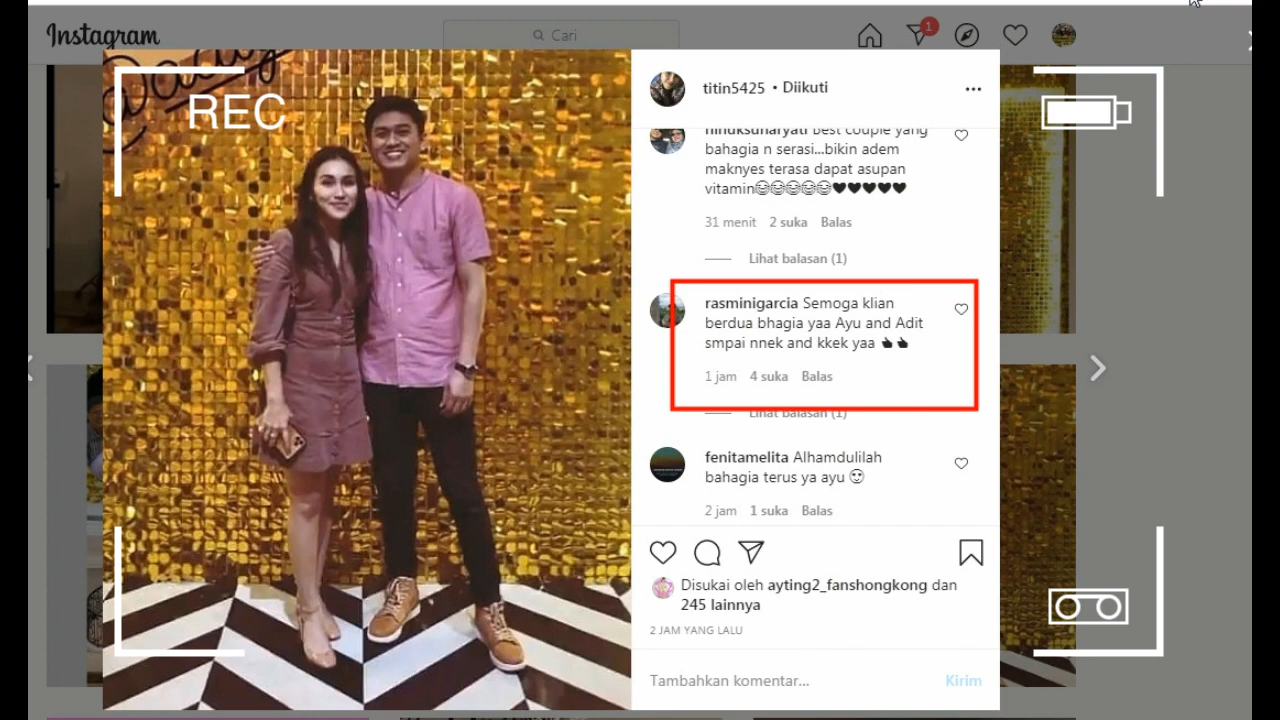 Instagram
Cari
1
REC
titin5425 • Diikuti
ninuksunaryati Best couple yang
bahagia n serasi...bikin adem
maknyes terasa dapat asupan
vitamin😍😍😍😍😍🖤🖤🖤🖤🖤
31 menit 2 suka Balas
Lihat balasan (1)
rasminigarcia Semoga klian
berdua bhagia yaa Ayu and Adit
smpai nnek and kkek yaa 👆👆
1 jam 4 suka Balas
Lihat balasan (1)
fenitamelita Alhamdulilah
bahagia terus ya ayu 😍
2 jam 1 suka Balas
Disukai oleh ayting2_fanshongkong dan
245 lainnya
2 JAM YANG LALU
Tambahkan komentar...
Kirim